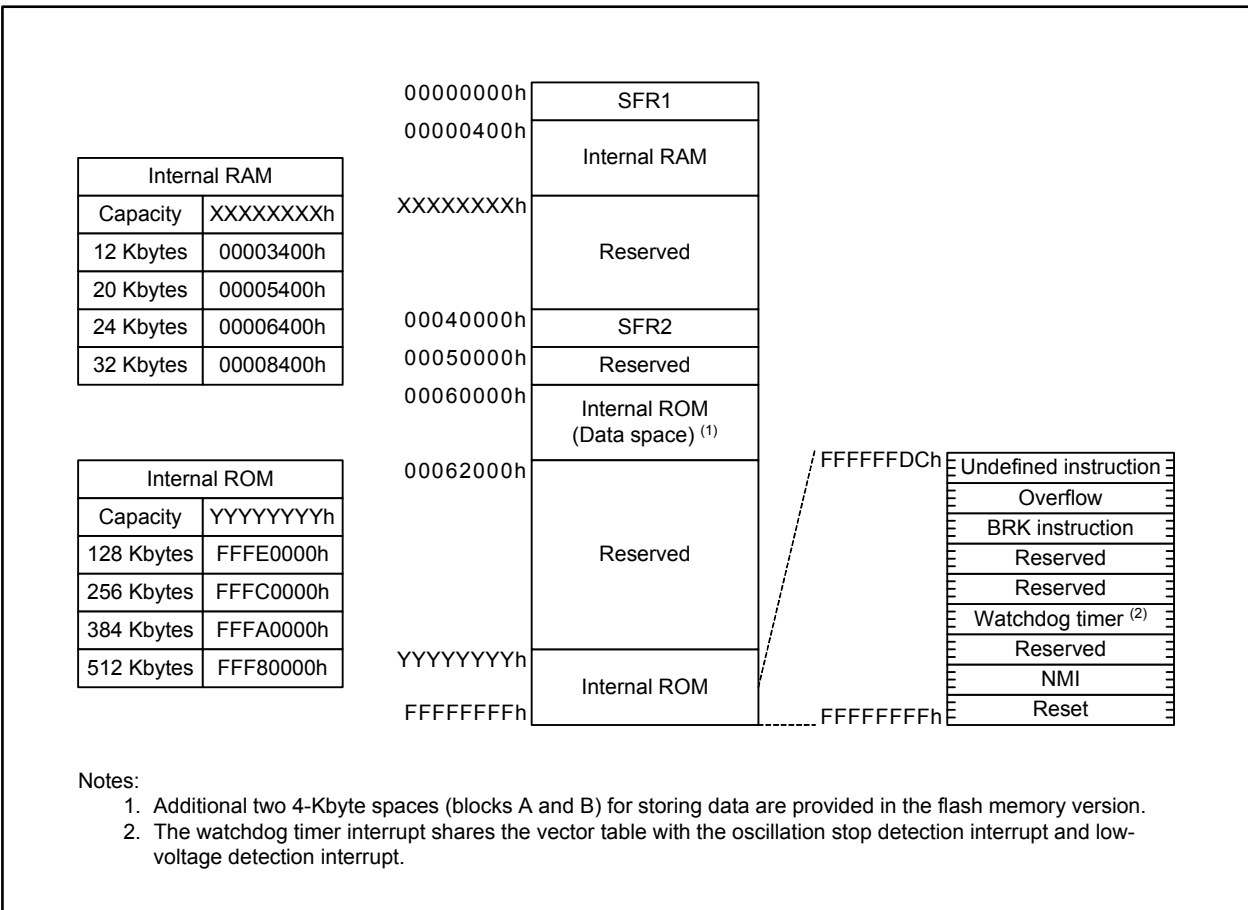 00000000h
SFR1
00000400h
Internal RAM
XXXXXXXXh
Reserved
00040000h
SFR2
00050000h
Reserved
00060000h
Internal ROM
(Data space) (1)
00062000h
Reserved
YYYYYYYYh
Internal ROM
FFFFFFFFh
Internal RAM
Capacity XXXXXXXXh
12 Kbytes 00003400h
20 Kbytes 00005400h
24 Kbytes 00006400h
32 Kbytes 00008400h
Internal ROM
Capacity YYYYYYYYh
128 Kbytes FFFE0000h
256 Kbytes FFFC0000h
384 Kbytes FFFA0000h
512 Kbytes FFF80000h
FFFFFFDCh
Undefined instruction
Overflow
BRK instruction
Reserved
Reserved
Watchdog timer (2)
Reserved
NMI
Reset
FFFFFFFFh
Notes:
1. Additional two 4-Kbyte spaces (blocks A and B) for storing data are provided in the flash memory version.
2. The watchdog timer interrupt shares the vector table with the oscillation stop detection interrupt and low-
voltage detection interrupt.